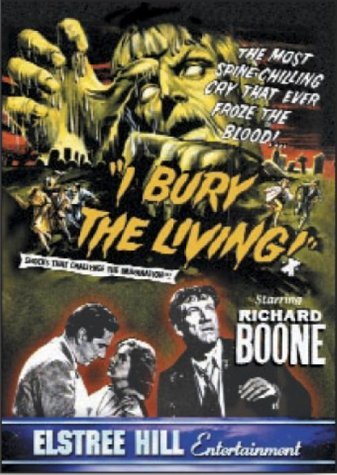 THE MOST
SPINE-CHILLING
CRY THAT EVER
FROZE THE
BLOOD!...
"I BURY
THE LIVING!"
X
SHOCKS THAT CHALLENGE THE IMAGINATION!!!
Starring
RICHARD
BOONE
ELSTREE HILL Entertainment